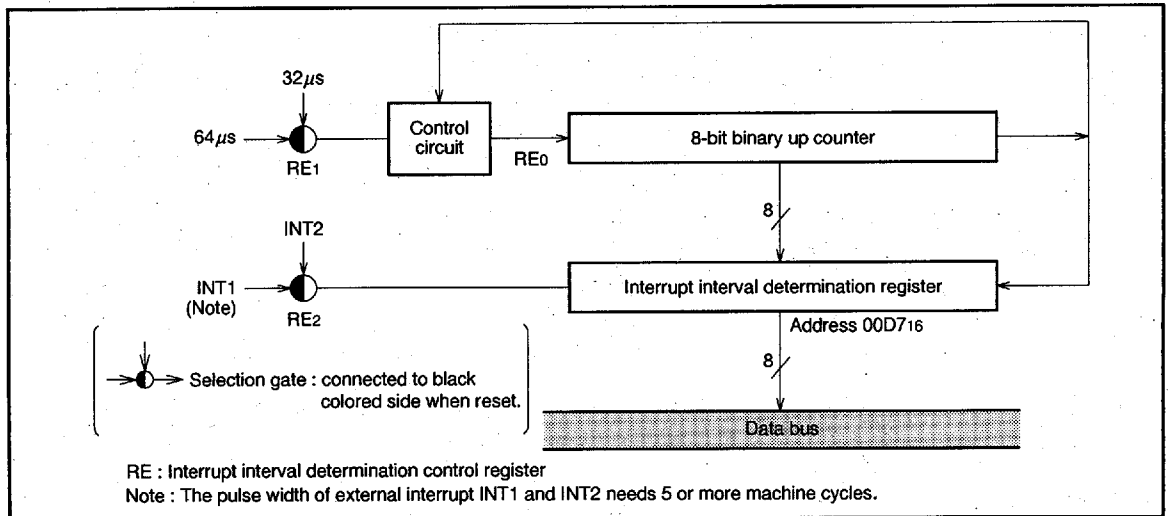 32µs
64µs
RE1
Control
circuit
RE0
8-bit binary up counter
8
INT2
INT1
(Note)
RE2
Interrupt interval determination register
Address 00D716
8
Selection gate : connected to black
colored side when reset.
Data bus
RE : Interrupt interval determination control register
Note : The pulse width of external interrupt INT1 and INT2 needs 5 or more machine cycles.